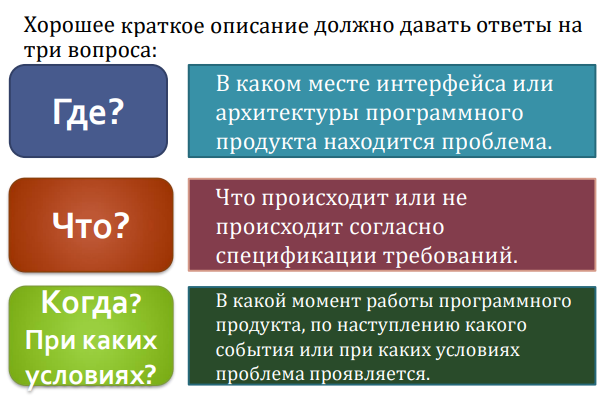 Хорошее краткое описание должно давать ответы на
три вопроса:
Где?
В каком месте интерфейса или
архитектуры программного
продукта находится проблема.
Что?
Что происходит или не
происходит согласно
спецификации требований.
Когда?
При каких
условиях?
В какой момент работы программного
продукта, по наступлению какого
события или при каких условиях
проблема проявляется.